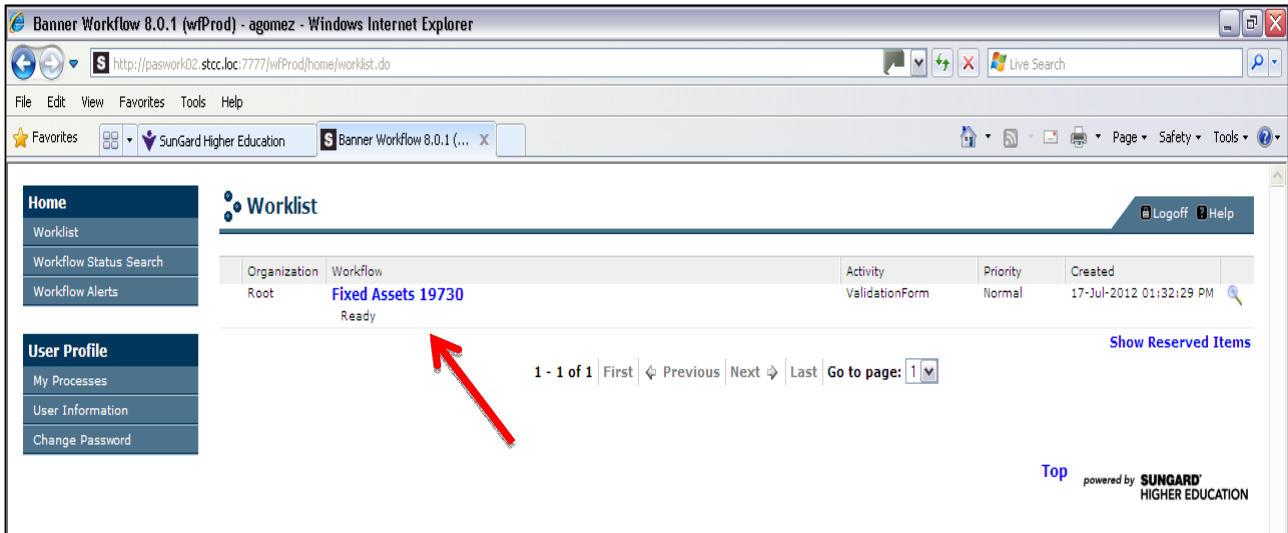 Banner Workflow 8.0.1 (wfProd) - agomez - Windows Internet Explorer
http://paswork02.stcc.loc:7777/wfProd/home/worklist.do
Live Search
File Edit View Favorites Tools Help
Favorites SunGard Higher Education Banner Workflow 8.0.1 (... X Page Safety Tools
Home
Worklist
Workflow Status Search
Workflow Alerts
User Profile
My Processes
User Information
Change Password
Worklist
Logoff Help
Organization Workflow Activity Priority Created
Root Fixed Assets 19730 ValidationForm Normal 17-Jul-2012 01:32:29 PM
Ready
Show Reserved Items
1 - 1 of 1 First Previous Next Last Go to page: 1
Top powered by SUNGARD'
HIGHER EDUCATION